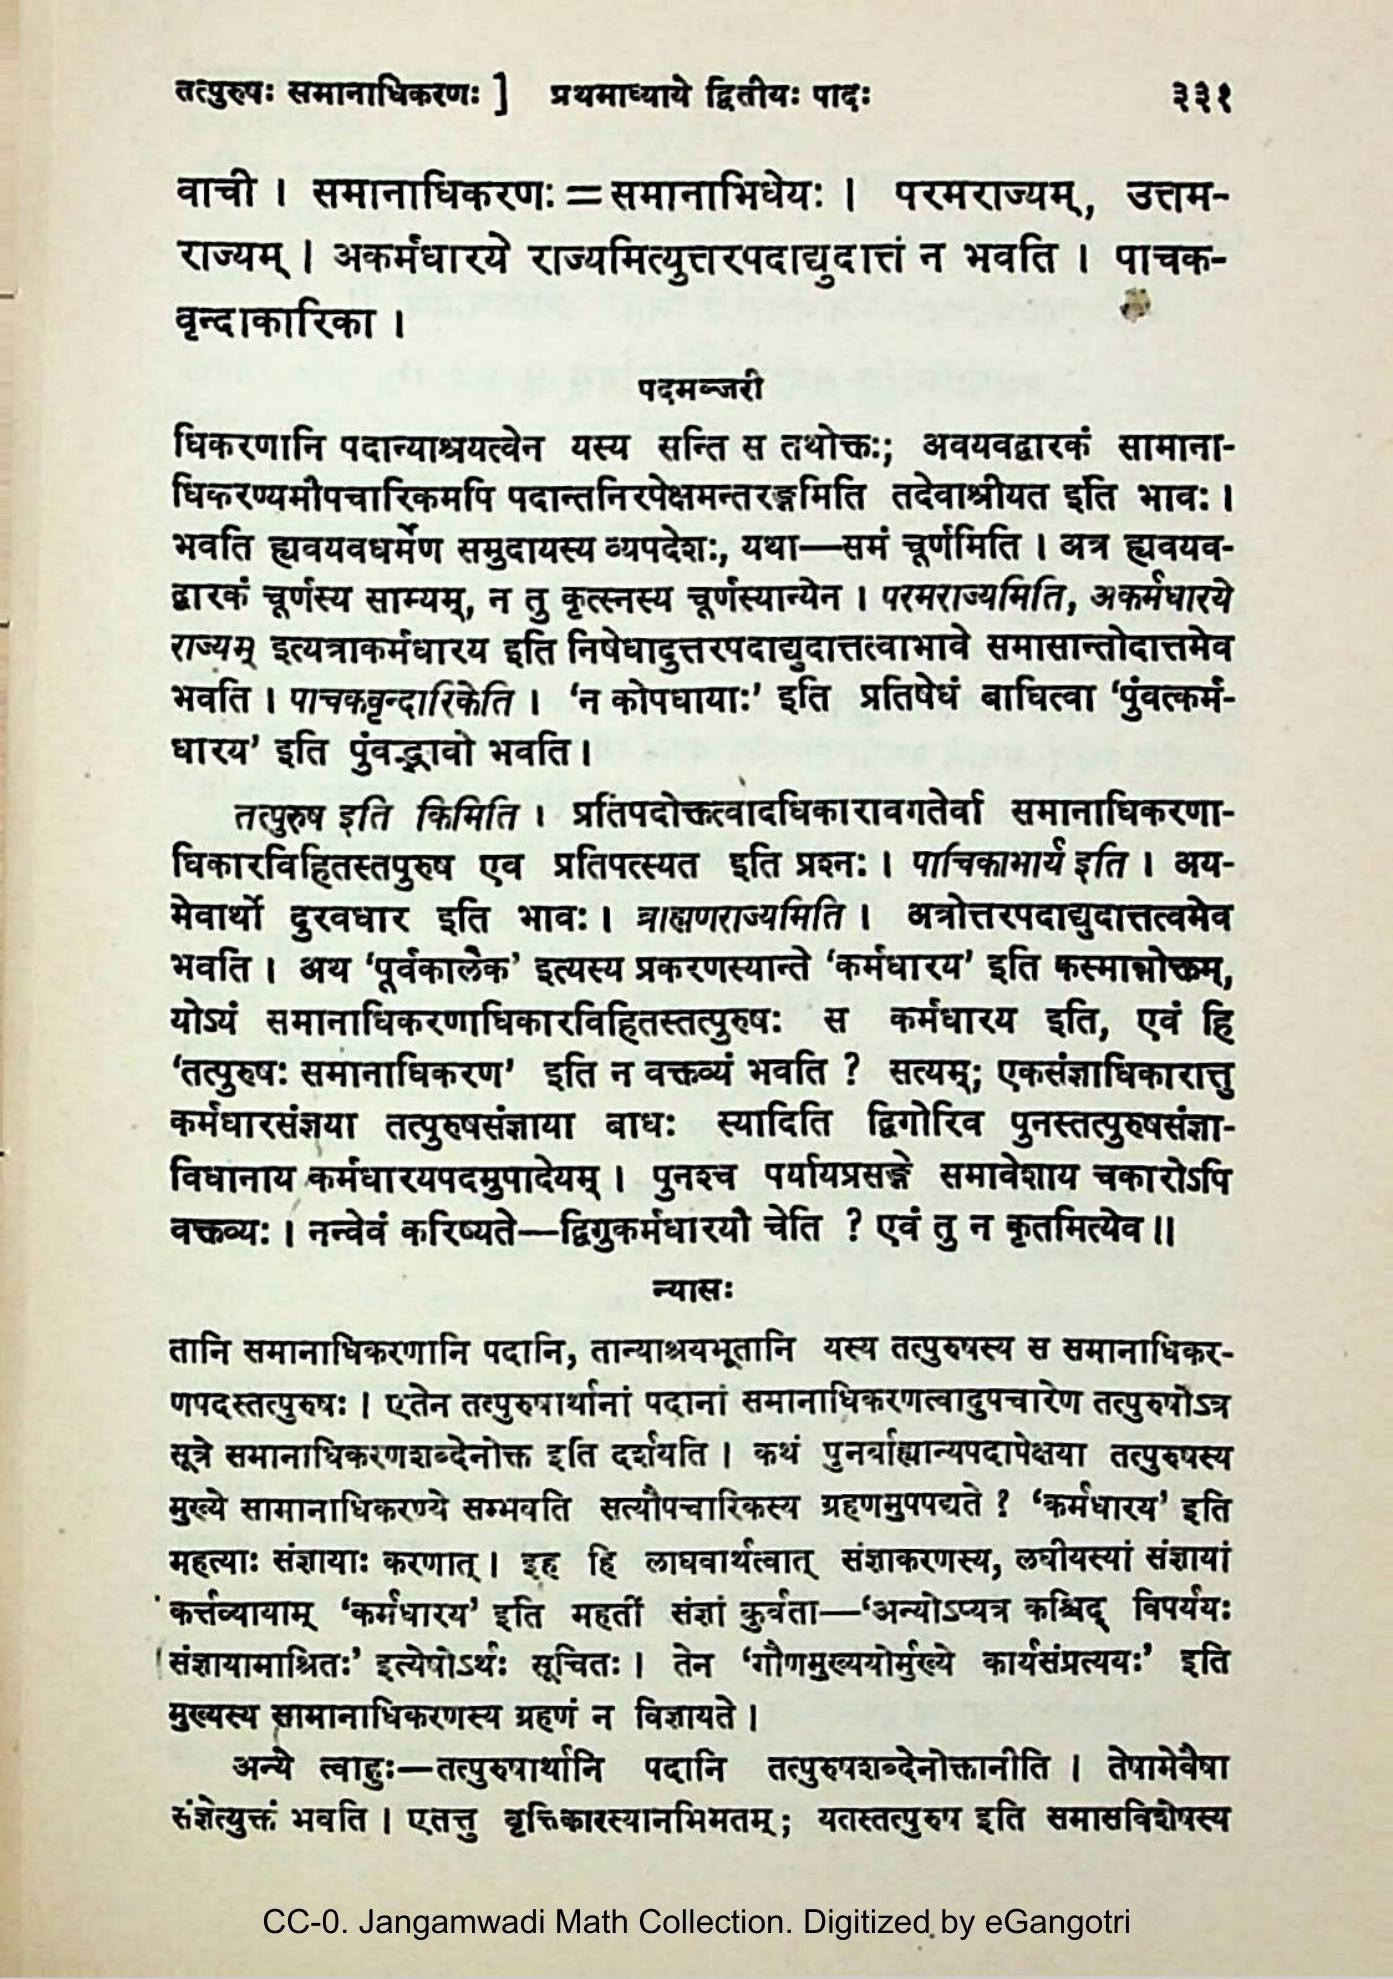 तत्पुरुषः समानाधिकरणः ] प्रथमाध्याये द्वितीयः पादः ३३१
वाची । समानाधिकरणः = समानाभिधेयः । परमराज्यम्, उत्तम-
राज्यम् । अकर्मधारये राज्यमित्युत्तरपदाद्युदात्तं न भवति । पाचक-
वृन्दाकारिका ।
पदमञ्जरी
धिकरणानि पदान्याश्रयत्वेन यस्य सन्ति स तथोक्तः; अवयवद्वारकं सामाना-
धिकरण्यमौपचारिकमपि पदान्तनिरपेक्षमन्तरङ्गमिति तदेवाश्रीयत इति भावः ।
भवति ह्यवयवधर्मेण समुदायस्य व्यपदेशः, यथा—समं चूर्णमिति । अत्र ह्यवयव-
द्वारकं चूर्णस्य साम्यम्, न तु कृत्स्नस्य चूर्णस्यान्येन । परमराज्यमिति, अकर्मधारये
राज्यम् इत्यत्राकर्मधारय इति निषेधादुत्तरपदाद्युदात्तत्वाभावे समासान्तोदात्तमेव
भवति । पाचकवृन्दारिकेति । ‘न कोपधायाः’ इति प्रतिषेधं बाधित्वा ‘पुंवत्कर्म-
धारय’ इति पुंवद्भावो भवति ।
तत्पुरुष इति किमिति । प्रतिपदोक्तत्वादधिकारावगतेर्वा समानाधिकरणा-
धिकारविहितस्तपुरुष एव प्रतिपत्स्यत इति प्रश्नः । पाचिकाभार्य इति । अय-
मेवार्थो दुरवधार इति भावः । ब्राह्मणराज्यमिति । अत्रोत्तरपदाद्युदात्तत्वमेव
भवति । अथ ‘पूर्वकालैक’ इत्यस्य प्रकरणस्यान्ते ‘कर्मधारय’ इति कस्मान्नोक्तम्,
योऽयं समानाधिकरणाधिकारविहितस्तत्पुरुषः स कर्मधारय इति, एवं हि
‘तत्पुरुषः समानाधिकरण’ इति न वक्तव्यं भवति ? सत्यम्; एकसंज्ञाधिकारात्तु
कर्मधारसंज्ञया तत्पुरुषसंज्ञाया बाधः स्यादिति द्विगोरिव पुनस्तत्पुरुषसंज्ञा-
विधानाय कर्मधारयपदमुपादेयम् । पुनश्च पर्यायप्रसङ्गे समावेशाय चकारोऽपि
वक्तव्यः । नन्वेवं करिष्यते—द्विगुकर्मधारयौ चेति ? एवं तु न कृतमित्येव ॥
न्यासः
तानि समानाधिकरणानि पदानि, तान्याश्रयभूतानि यस्य तत्पुरुषस्य स समानाधिकर-
णपदस्तत्पुरुषः । एतेन तत्पुरुषार्थानां पदानां समानाधिकरणत्वादुपचारेण तत्पुरुषोऽत्र
सूत्रे समानाधिकरणशब्देनोक्त इति दर्शयति । कथं पुनर्बाह्यान्यपदापेक्षया तत्पुरुषस्य
मुख्ये सामानाधिकरण्ये सम्भवति सत्यौपचारिकस्य ग्रहणमुपपद्यते ? ‘कर्मधारय’ इति
महत्याः संज्ञायाः करणात् । इह हि लाघवार्थत्वात् संज्ञाकरणस्य, लघीयस्यां संज्ञायां
कर्त्तव्यायाम् ‘कर्मधारय’ इति महतीं संज्ञां कुर्वता—‘अन्योऽप्यत्र कश्चिद् विपर्ययः
संज्ञायामाश्रितः’ इत्येषोऽर्थः सूचितः । तेन ‘गौणमुख्ययोर्मुख्ये कार्यसंप्रत्ययः’ इति
मुख्यस्य सामानाधिकरणस्य ग्रहणं न विज्ञायते ।
अन्ये त्वाहुः—तत्पुरुषार्थानि पदानि तत्पुरुषशब्देनोक्तानीति । तेषामेवैषा
संज्ञेत्युक्तं भवति । एतत्तु वृत्तिकारस्यानभिमतम्; यतस्तत्पुरुष इति समासविशेषस्य
CC-0. Jangamwadi Math Collection. Digitized by eGangotri